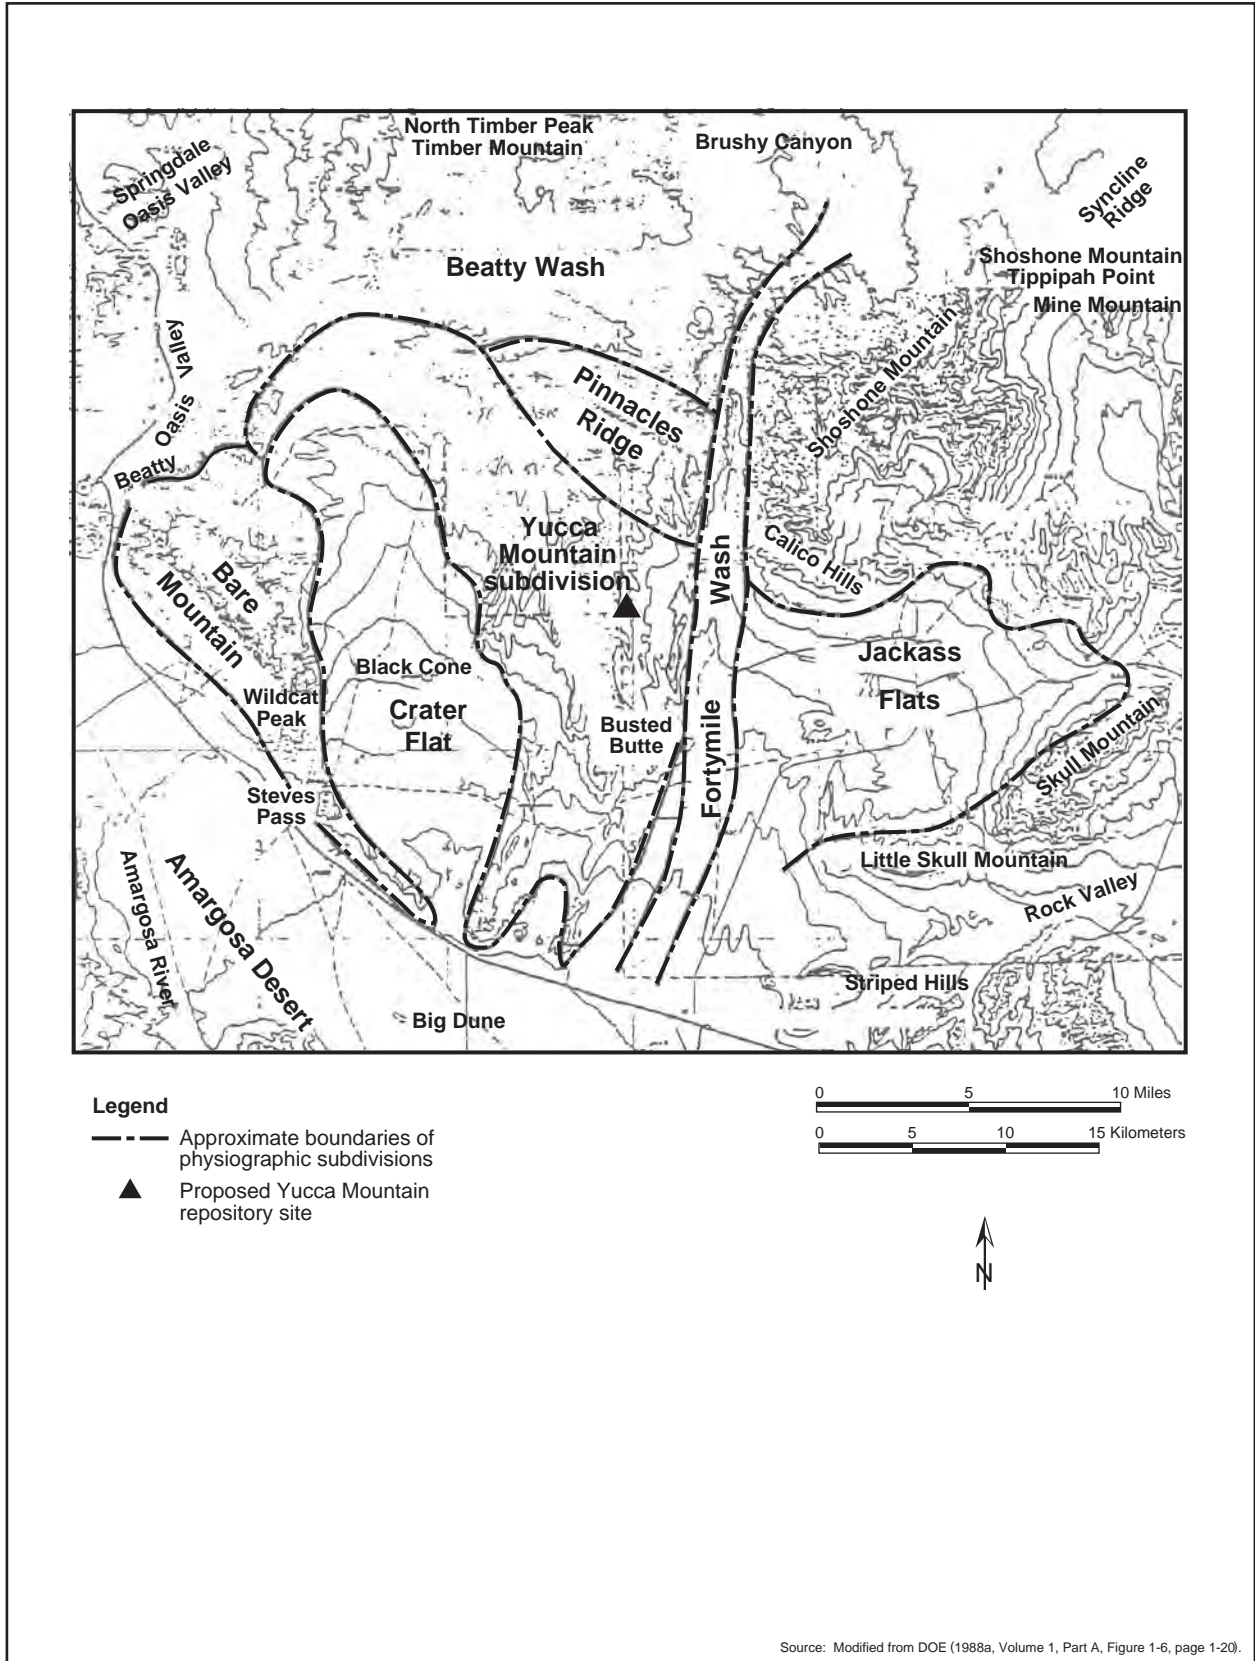 North Timber Peak
Timber Mountain
Brushy Canyon
Springdale
Oasis Valley
Syncline
Ridge
Beatty Wash
Shoshone Mountain
Tippipah Point
Mine Mountain
Oasis Valley
Shoshone Mountain
Pinnacles
Ridge
Beatty
Yucca
Mountain
subdivision
Calico Hills
Bare
Mountain
Fortymile Wash
Black Cone
Jackass
Flats
Wildcat
Peak
Crater
Flat
Busted
Butte
Skull Mountain
Steves
Pass
Little Skull Mountain
Amargosa River
Amargosa Desert
Rock Valley
Striped Hills
Big Dune
Legend
Approximate boundaries of
physiographic subdivisions
Proposed Yucca Mountain
repository site
0 5 10 Miles
0 5 10 15 Kilometers
N
Source: Modified from DOE (1988a, Volume 1, Part A, Figure 1-6, page 1-20).